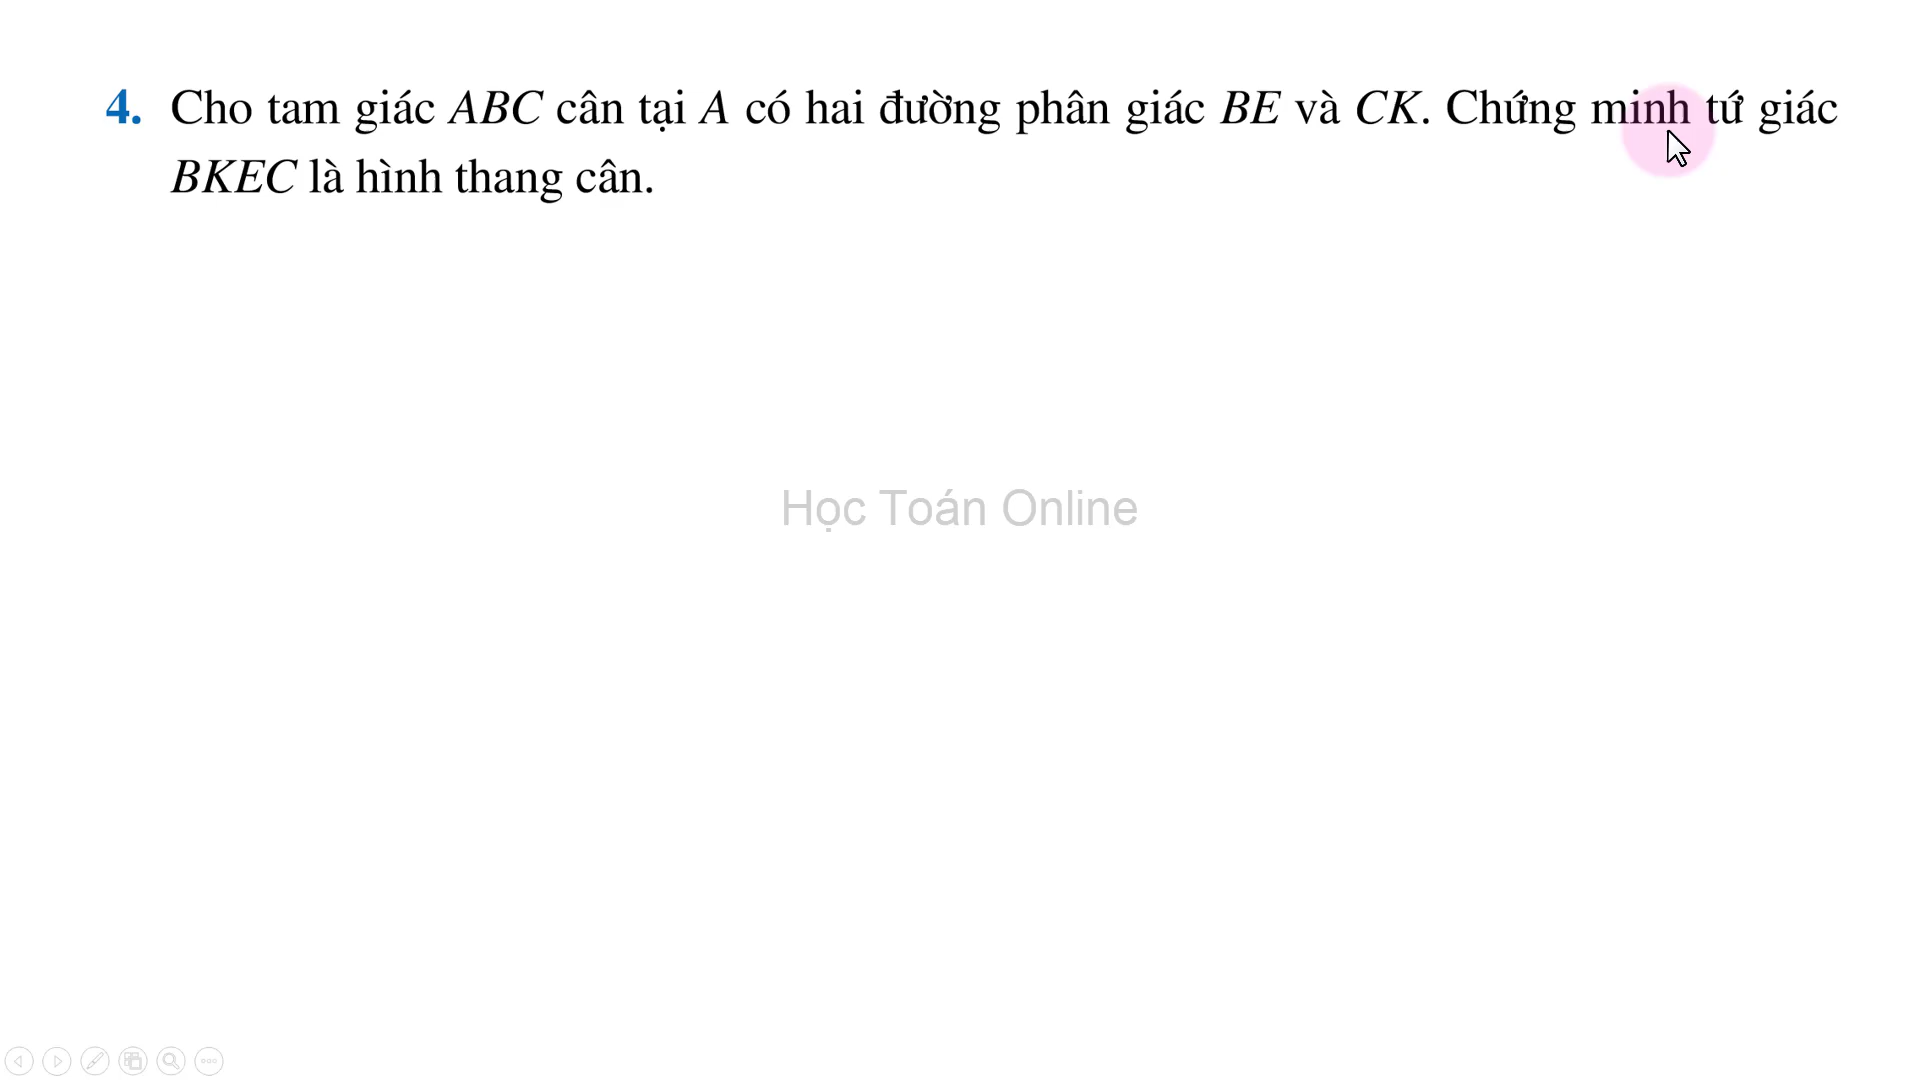 4. Cho tam giác ABC cân tại A có hai đường phân giác BE và CK. Chứng minh tứ giác
BKEC là hình thang cân.
Học Toán Online